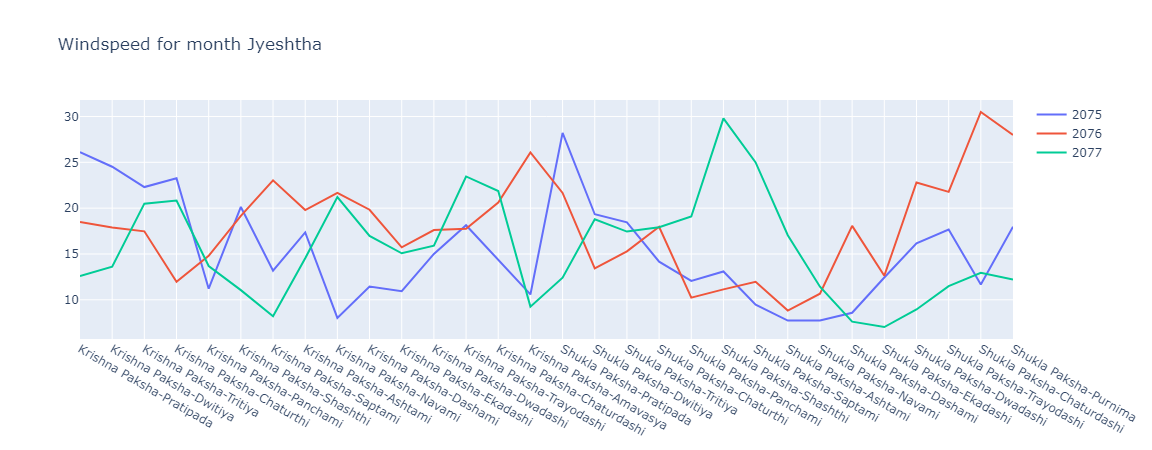 Windspeed for month Jyeshtha
30
25
20
15
10
2075
2076
2077
Krishna Paksha-Pratipada
Krishna Paksha-Dwitiya
Krishna Paksha-Tritiya
Krishna Paksha-Chaturthi
Krishna Paksha-Panchami
Krishna Paksha-Shashthi
Krishna Paksha-Saptami
Krishna Paksha-Ashtami
Krishna Paksha-Navami
Krishna Paksha-Dashami
Krishna Paksha-Ekadashi
Krishna Paksha-Dwadashi
Krishna Paksha-Trayodashi
Krishna Paksha-Chaturdashi
Krishna Paksha-Amavasya
Shukla Paksha-Pratipada
Shukla Paksha-Dwitiya
Shukla Paksha-Tritiya
Shukla Paksha-Chaturthi
Shukla Paksha-Panchami
Shukla Paksha-Shashthi
Shukla Paksha-Saptami
Shukla Paksha-Ashtami
Shukla Paksha-Navami
Shukla Paksha-Dashami
Shukla Paksha-Ekadashi
Shukla Paksha-Dwadashi
Shukla Paksha-Trayodashi
Shukla Paksha-Chaturdashi
Shukla Paksha-Purnima